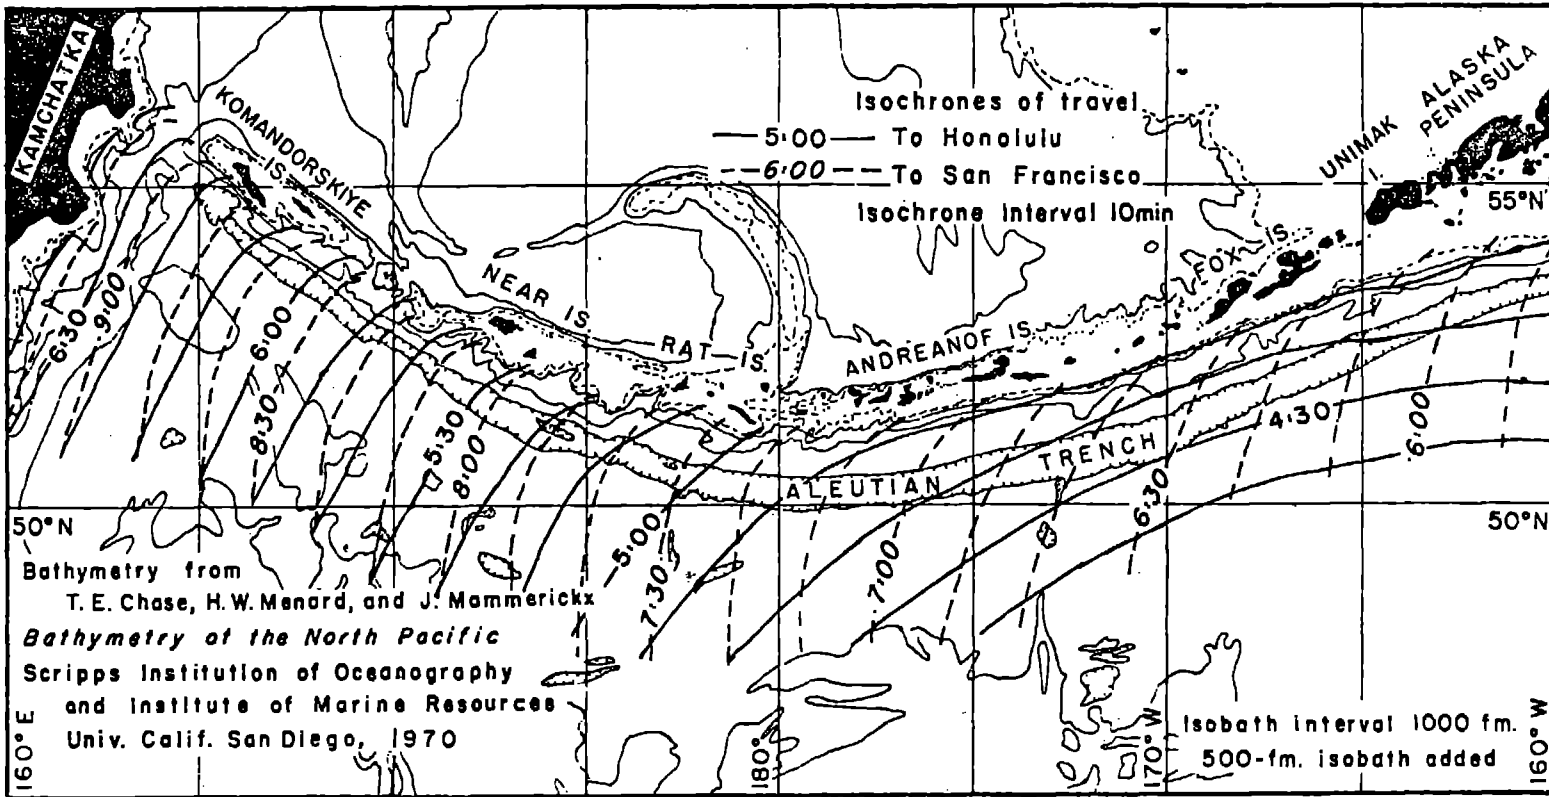 KAMCHATKA
KOMANDORSKIYE
IS.
NEAR IS.
RAT IS.
ANDREANOF IS.
FOX IS.
UNIMAK I.
ALASKA
PENINSULA
Isochrones of travel
5:00 To Honolulu
6:00 To San Francisco
Isochrone Interval 10min
55°N
6:30
9:00
6:00
8:30
5:30
8:00
5:00
7:30
7:00
6:30
4:30
6:00
ALEUTIAN TRENCH
50°N
50°N
Bathymetry from
T. E. Chase, H. W. Menard, and J. Mammerickx
Bathymetry of the North Pacific
Scripps Institution of Oceanography
and Institute of Marine Resources
Univ. Calif. San Diego, 1970
160° E
180°
170° W
160° W
Isobath interval 1000 fm.
500-fm. isobath added